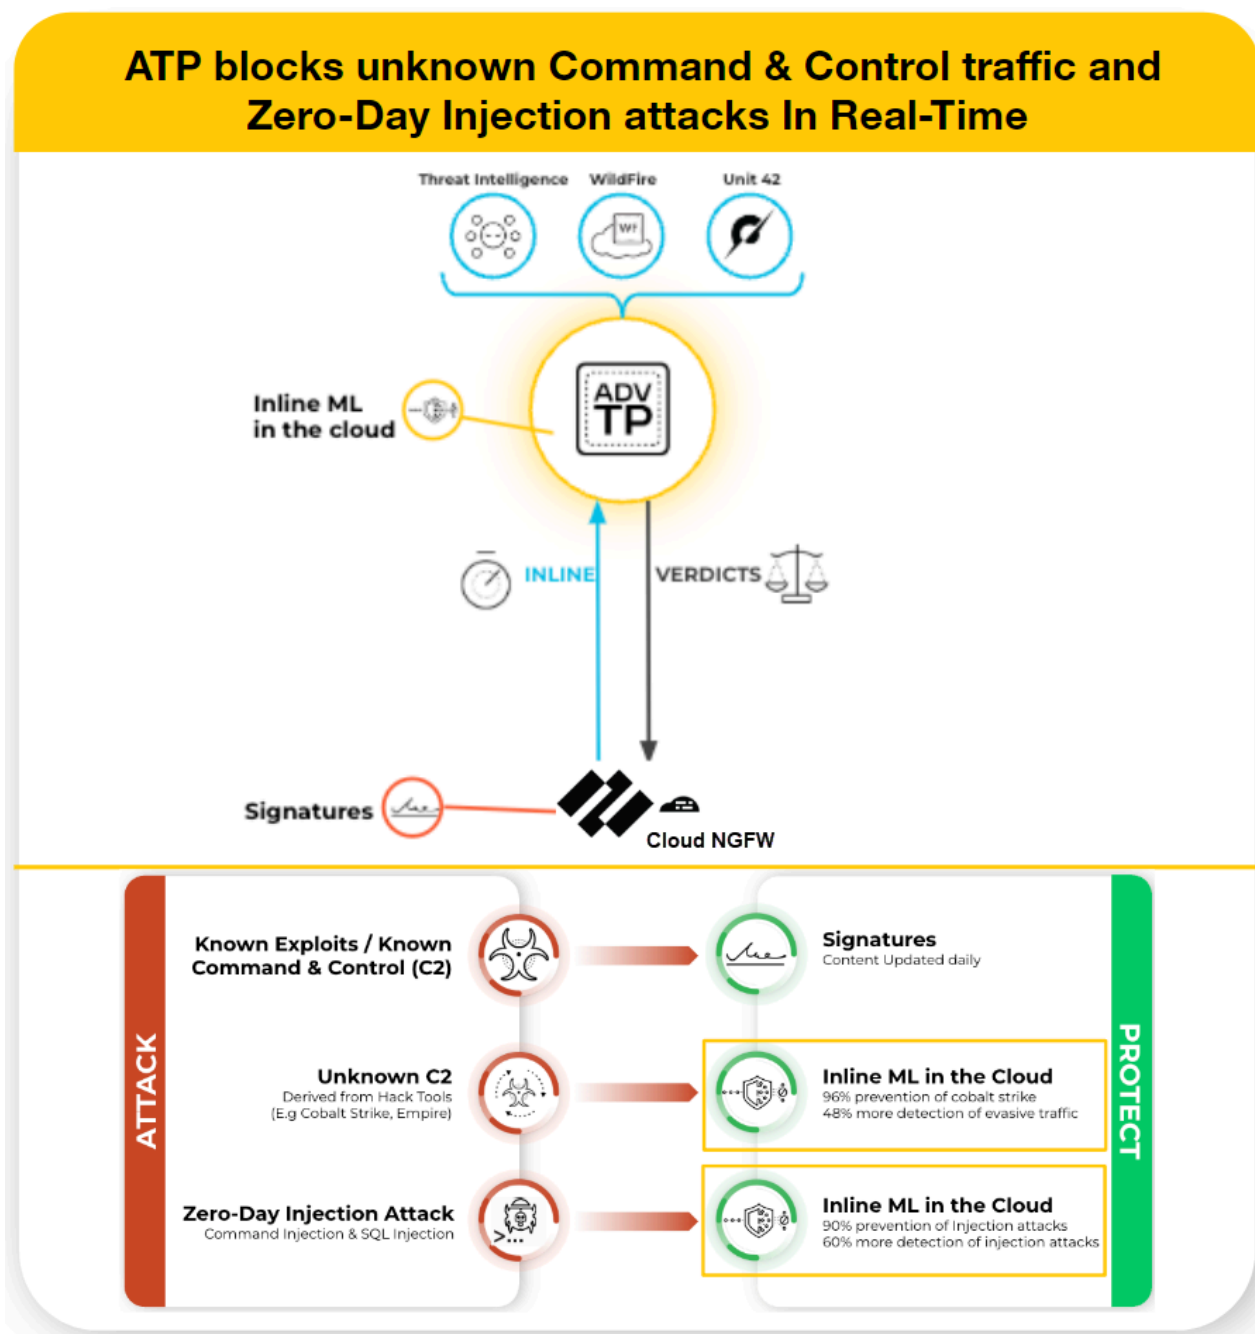 ATP blocks unknown Command & Control traffic and
Zero-Day Injection attacks In Real-Time
Threat Intelligence
WildFire
Unit 42
WF
ADV
TP
Inline ML
in the cloud
INLINE
VERDICTS
Signatures
Cloud NGFW
ATTACK
Known Exploits / Known
Command & Control (C2)
Signatures
Content Updated daily
Unknown C2
Derived from Hack Tools
(E.g Cobalt Strike, Empire)
Inline ML in the Cloud
96% prevention of cobalt strike
48% more detection of evasive traffic
Zero-Day Injection Attack
Command Injection & SQL Injection
>...
Inline ML in the Cloud
90% prevention of Injection attacks
60% more detection of injection attacks
PROTECT